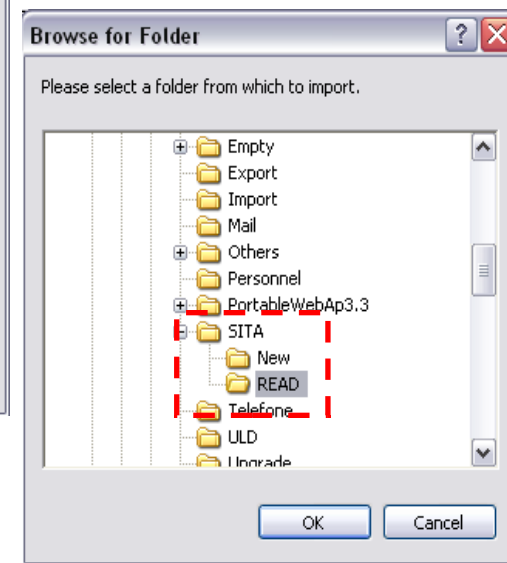 Browse for Folder
Please select a folder from which to import.
Empty
Export
Import
Mail
Others
Personnel
PortableWebAp3.3
SITA
New
READ
Telefone
ULD
Upgrade
OK Cancel